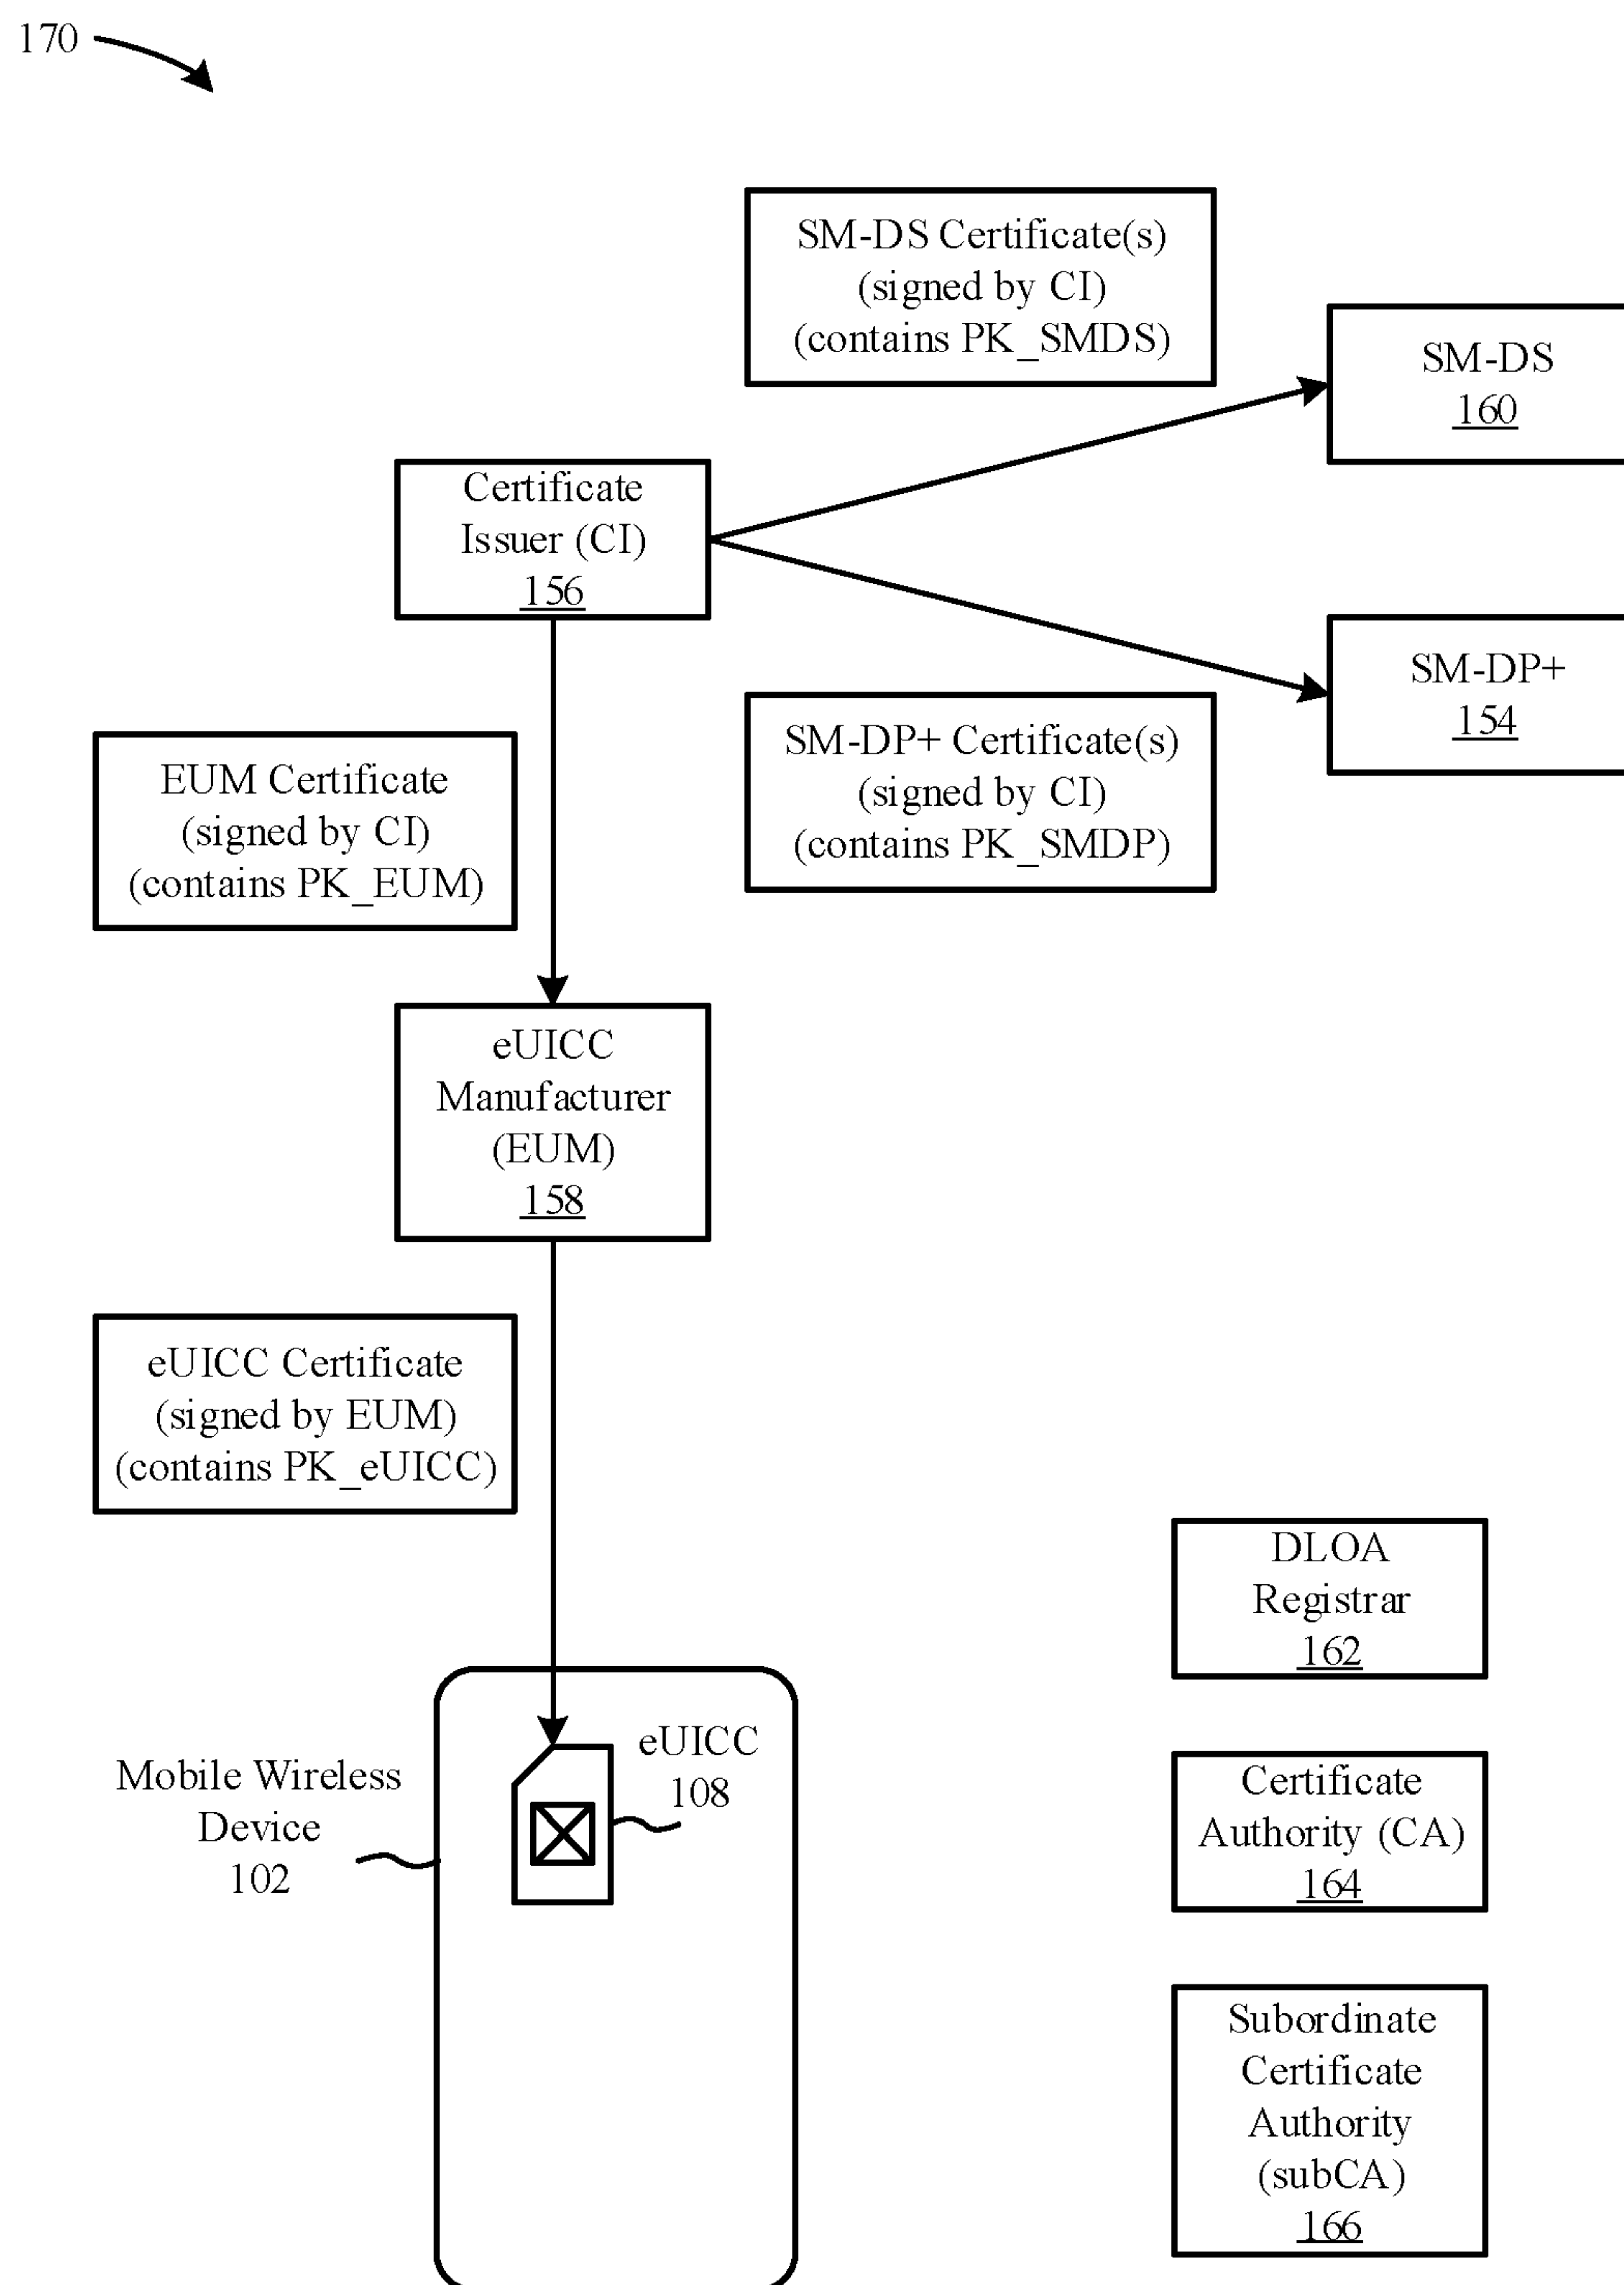 170
SM-DS Certificate(s)
(signed by CI)
(contains PK_SMDS)
SM-DS
160
Certificate
Issuer (CI)
156
SM-DP+
154
SM-DP+ Certificate(s)
(signed by CI)
(contains PK_SMDP)
EUM Certificate
(signed by CI)
(contains PK_EUM)
eUICC
Manufacturer
(EUM)
158
eUICC Certificate
(signed by EUM)
(contains PK_eUICC)
DLOA
Registrar
162
eUICC
108
Mobile Wireless
Device
102
Certificate
Authority (CA)
164
Subordinate
Certificate
Authority
(subCA)
166